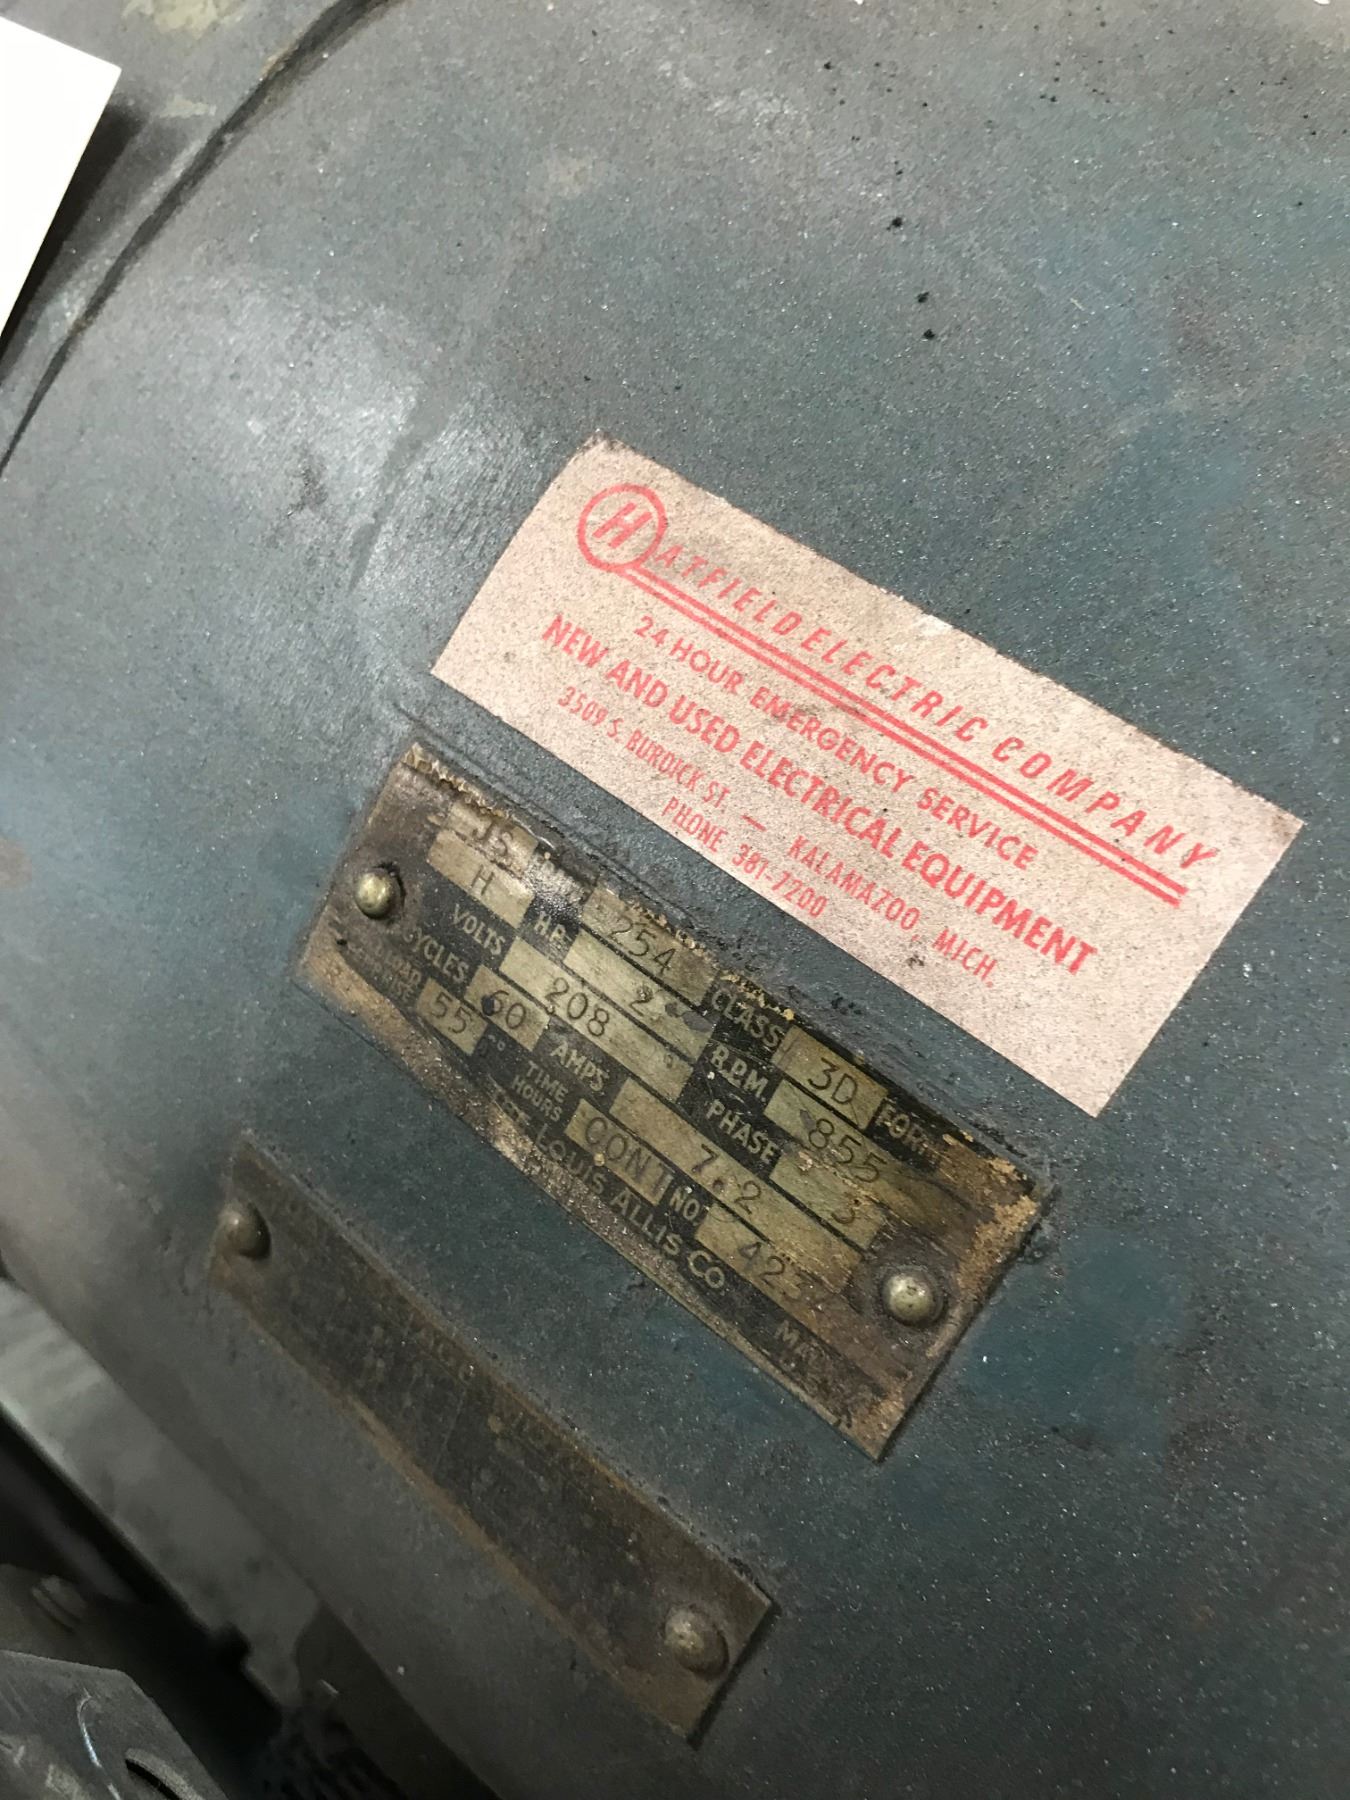 HATFIELD ELECTRIC COMPANY
24 HOUR EMERGENCY SERVICE
NEW AND USED ELECTRICAL EQUIPMENT
3509 S. BURDICK ST. — KALAMAZOO, MICH.
PHONE 381-7200
JS 254 CLASS 3D FORM
H H.P. 2 R.P.M. 855
VOLTS 208 PHASE 3
CYCLES 60 AMPS 7.2
55 TIME HOURS CONT NO. 423
LOUIS ALLIS CO